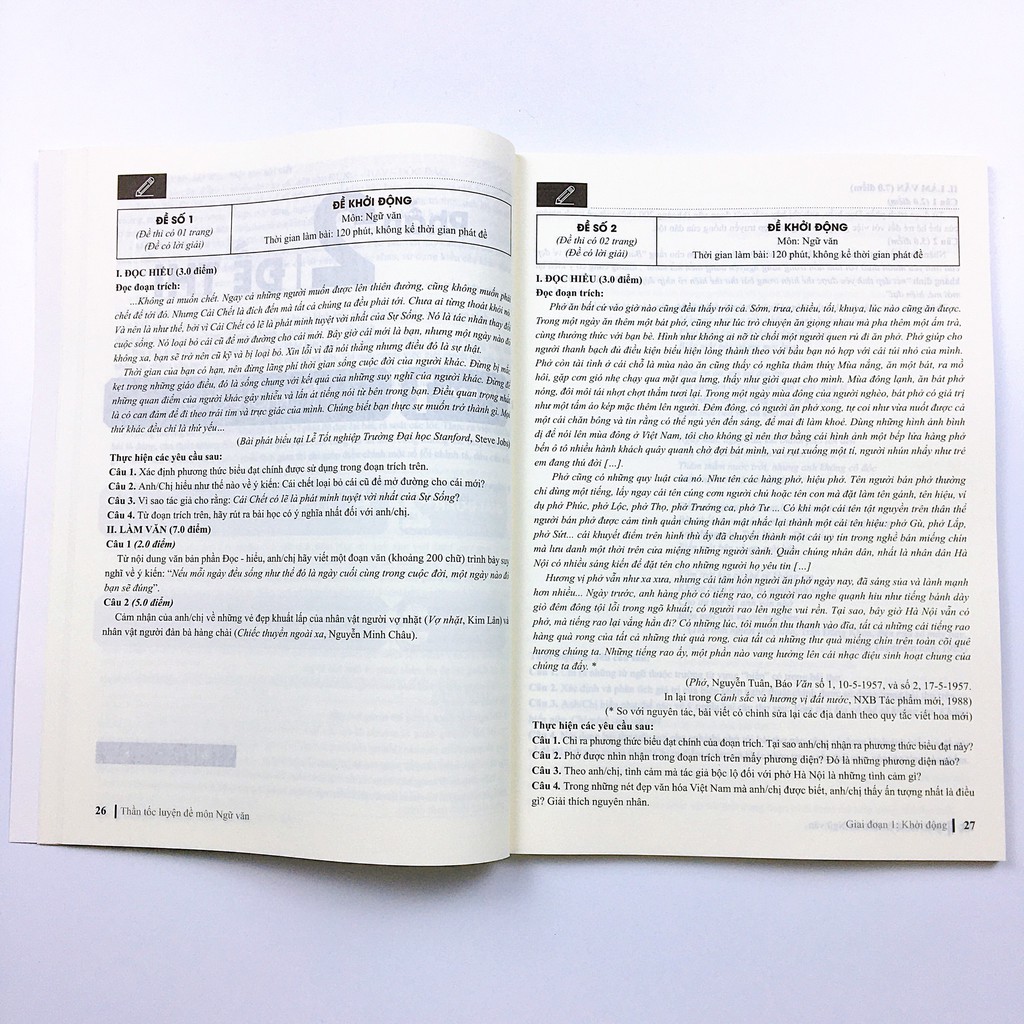 ĐỀ SỐ 1
(Đề thi có 01 trang)
(Đề có lời giải)
ĐỀ KHỞI ĐỘNG
Môn: Ngữ văn
Thời gian làm bài: 120 phút, không kể thời gian phát đề
I. ĐỌC HIỂU (3.0 điểm)
Đọc đoạn trích:
...Không ai muốn chết. Ngay cả những người muốn được lên thiên đường, cũng không muốn phải
chết để tới đó. Nhưng Cái Chết là đích đến mà tất cả chúng ta đều phải tới. Chưa ai từng thoát khỏi nó.
Và nên là như thế, bởi vì Cái Chết có lẽ là phát minh tuyệt vời nhất của Sự Sống. Nó là tác nhân thay đổi
cuộc sống. Nó loại bỏ cái cũ để mở đường cho cái mới. Bây giờ cái mới là bạn, nhưng một ngày nào đó
không xa, bạn sẽ trở nên cũ kỹ và bị loại bỏ. Xin lỗi vì đã nói thẳng nhưng điều đó là sự thật.
Thời gian của bạn có hạn, nên đừng lãng phí thời gian sống cuộc đời của người khác. Đừng bị mắc
kẹt trong những giáo điều, đó là sống chung với kết quả của những suy nghĩ của người khác. Đừng để
những quan điểm của người khác gây nhiễu và lấn át tiếng nói từ bên trong bạn. Điều quan trọng nhất
là có can đảm để đi theo trái tim và trực giác của mình. Chúng biết bạn thực sự muốn trở thành gì. Mọi
thứ khác đều chỉ là thứ yếu...
(Bài phát biểu tại Lễ Tốt nghiệp Trường Đại học Stanford, Steve Jobs)
Thực hiện các yêu cầu sau:
Câu 1. Xác định phương thức biểu đạt chính được sử dụng trong đoạn trích trên.
Câu 2. Anh/Chị hiểu như thế nào về ý kiến: Cái chết loại bỏ cái cũ để mở đường cho cái mới?
Câu 3. Vì sao tác giả cho rằng: Cái Chết có lẽ là phát minh tuyệt vời nhất của Sự Sống?
Câu 4. Từ đoạn trích trên, hãy rút ra bài học có ý nghĩa nhất đối với anh/chị.
II. LÀM VĂN (7.0 điểm)
Câu 1 (2.0 điểm)
Từ nội dung văn bản phần Đọc - hiểu, anh/chị hãy viết một đoạn văn (khoảng 200 chữ) trình bày suy
nghĩ về ý kiến: “Nếu mỗi ngày đều sống như thể đó là ngày cuối cùng trong cuộc đời, một ngày nào đó
bạn sẽ đúng”.
Câu 2 (5.0 điểm)
Cảm nhận của anh/chị về những vẻ đẹp khuất lấp của nhân vật người vợ nhặt (Vợ nhặt, Kim Lân) và
nhân vật người đàn bà hàng chài (Chiếc thuyền ngoài xa, Nguyễn Minh Châu).
26 Thần tốc luyện đề môn Ngữ văn
ĐỀ SỐ 2
(Đề thi có 02 trang)
(Đề có lời giải)
ĐỀ KHỞI ĐỘNG
Môn: Ngữ văn
Thời gian làm bài: 120 phút, không kể thời gian phát đề
I. ĐỌC HIỂU (3.0 điểm)
Đọc đoạn trích:
Phở ăn bất cứ vào giờ nào cũng đều thấy trôi cả. Sớm, trưa, chiều, tối, khuya, lúc nào cũng ăn được.
Trong một ngày ăn thêm một bát phở, cũng như lúc trò chuyện ăn giọng nhau mà pha thêm một ấm trà,
cùng thưởng thức với bạn bè. Hình như không ai nỡ từ chối một người quen rủ đi ăn phở. Phở giúp cho
người thanh bạch đủ điều kiện biểu hiện lòng thành theo với bầu bạn nó hợp với cái túi nhỏ của mình.
Phở còn tài tình ở cái chỗ là mùa nào ăn cũng thấy có nghĩa thâm thúy. Mùa nắng, ăn một bát, ra mồ
hôi, gặp cơn gió nhẹ chạy qua mặt qua lưng, thấy như giời quạt cho mình. Mùa đông lạnh, ăn bát phở
nóng, đôi môi tái nhợt chợt thắm tươi lại. Trong một ngày mùa đông của người nghèo, bát phở có giá trị
như một tấm áo kép mặc thêm lên người. Đêm đông, có người ăn phở xong, tự coi như vừa nuốt được cả
một cái chăn bông và tin rằng có thể ngủ yên đến sáng, để mai đi làm khoẻ. Dùng những hình ảnh bình
dị để nói lên mùa đông ở Việt Nam, tôi cho không gì nên thơ bằng cái hình ảnh một bếp lửa hàng phở
bến ô tô nhiều hành khách quây quanh chờ đợi bát mình, vai rụt xuống một tí, người nhún nhảy như trẻ
em đang thú đời [...].
Phở cũng có những quy luật của nó. Như tên các hàng phở, hiệu phở. Tên người bán phở thường
chỉ dùng một tiếng, lấy ngay cái tên cúng cơm người chủ hoặc tên con mà đặt làm tên gánh, tên hiệu, ví
dụ phở Phúc, phở Lộc, phở Thọ, phở Trưởng ca, phở Tư ... Có khi một cái tên tật nguyên trên thân thể
người bán phở được cảm tình quần chúng thân mật nhắc lại thành một cái tên hiệu: phở Gù, phở Lắp,
phở Sứt... cái khuyết điểm trên hình thù ấy đã chuyển thành một cái uy tín trong nghề bán miếng chín
mà lưu danh một thời trên cửa miệng những người sành. Quần chúng nhân dân, nhất là nhân dân Hà
Nội có nhiều sáng kiến để đặt tên cho những người họ yêu tin [...]
Hương vị phở vẫn như xa xưa, nhưng cái tâm hồn người ăn phở ngày nay, đã sáng sủa và lành mạnh
hơn nhiều... Ngày trước, anh hàng phở có tiếng rao, có người rao nghe quạnh hiu như tiếng bánh dày
giò đêm đông tội lỗi trong ngõ khuất, có người rao lên nghe vui rền. Tại sao, bây giờ Hà Nội vẫn có
phở, mà tiếng rao lại vắng hẳn đi? Có những lúc, tôi muốn thu thanh vào đĩa, tất cả những cái tiếng rao
hàng quà rong của tất cả những thứ quà rong, của tất cả những thư quà miếng chín trên toàn cõi quê
hương chúng ta. Những tiếng rao ấy, một phần nào vang hưởng lên cái nhạc điệu sinh hoạt chung của
chúng ta đấy. *
(Phở, Nguyễn Tuân, Báo Văn số 1, 10-5-1957, và số 2, 17-5-1957.
In lại trong Cảnh sắc và hương vị đất nước, NXB Tác phẩm mới, 1988)
(* So với nguyên tác, bài viết có chỉnh sửa lại các địa danh theo quy tắc viết hoa mới)
Thực hiện các yêu cầu sau:
Câu 1. Chỉ ra phương thức biểu đạt chính của đoạn trích. Tại sao anh/chị nhận ra phương thức biểu đạt này?
Câu 2. Phở được nhìn nhận trong đoạn trích trên mấy phương diện? Đó là những phương diện nào?
Câu 3. Theo anh/chị, tình cảm mà tác giả bộc lộ đối với phở Hà Nội là những tình cảm gì?
Câu 4. Trong những nét đẹp văn hóa Việt Nam mà anh/chị được biết, anh/chị thấy ấn tượng nhất là điều
gì? Giải thích nguyên nhân.
Giai đoạn 1: Khởi động 27